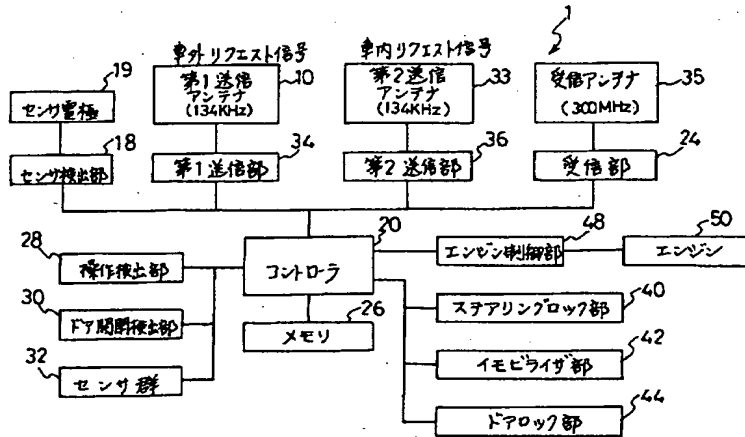 車外リクエスト信号
車内リクエスト信号
1
19
センサ電極
第1送信
アンテナ
(134KHz)
10
第2送信
アンテナ
(134KHz)
33
受信アンテナ
(300MHz)
35
18
センサ検出部
第1送信部
34
第2送信部
36
受信部
24
28
操作検出部
20
コントローラ
48
エンジン制御部
50
エンジン
30
ドア開閉検出部
26
メモリ
ステアリングロック部
40
32
センサ群
イモビライザ部
42
ドアロック部
44